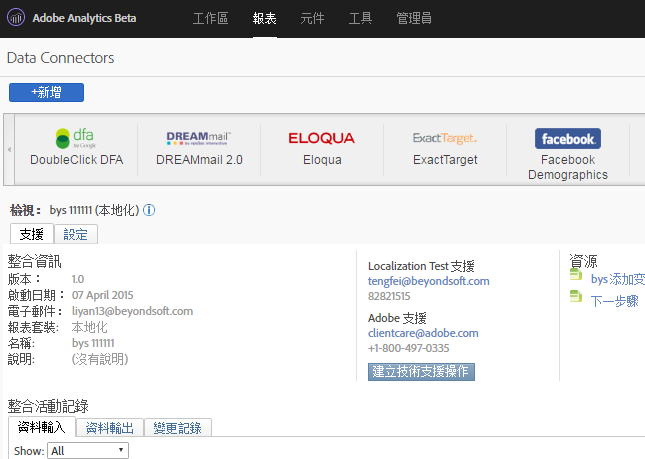 Adobe Analytics Beta
工作區 報表 元件 工具 管理員
Data Connectors
+新增
dfa
by Google
DREAMmail™
ELOQUA
ExactTarget.
facebook.
DoubleClick DFA
DREAMmail 2.0
Eloqua
ExactTarget
Facebook
Demographics
檢視： bys 111111 (本地化)
支援 設定
整合資訊
版本： 1.0
啟動日期： 07 April 2015
電子郵件： liyan13@beyondsoft.com
報表套裝: 本地化
名稱: bys 111111
說明: (沒有說明)
Localization Test 支援
tengfei@beyondsoft.com
82821515
Adobe 支援
clientcare@adobe.com
+1-800-497-0335
建立技術支援操作
資源
bys 添加变
下一步驟
整合活動記錄
資料輸入 資料輸出 變更記錄
Show: All